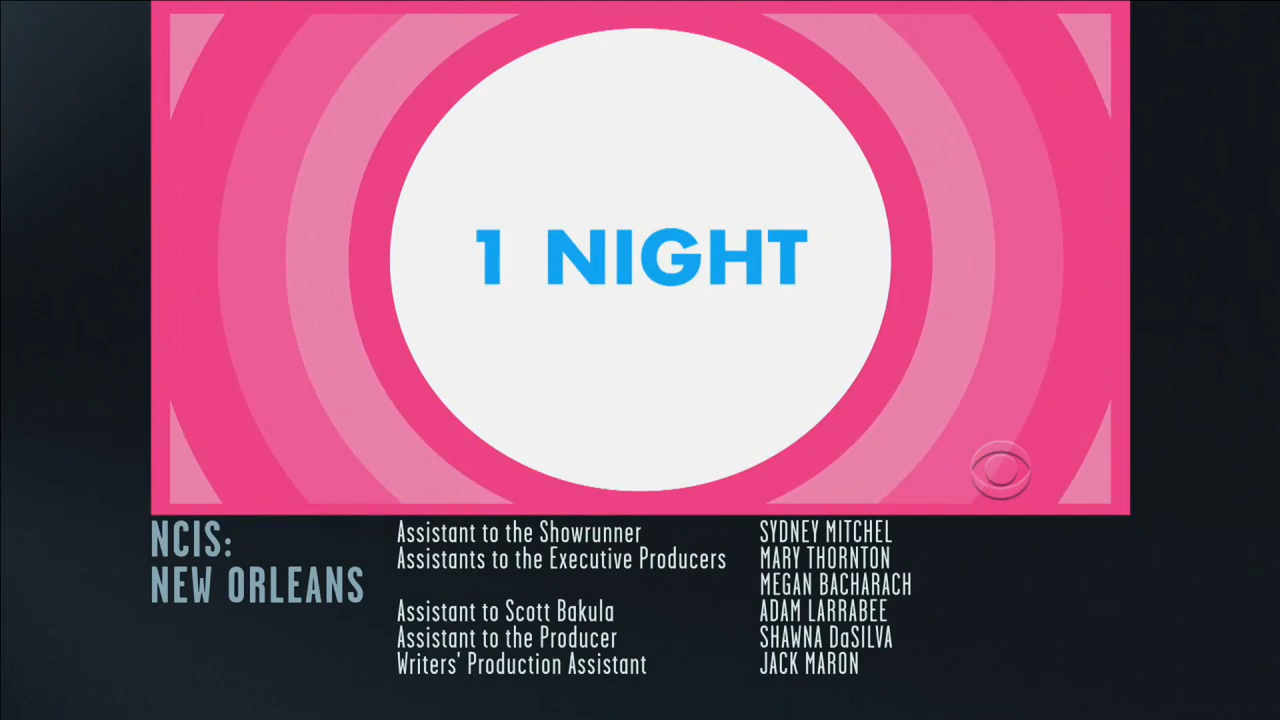 1 NIGHT
NCIS:
NEW ORLEANS
Assistant to the Showrunner SYDNEY MITCHEL
Assistants to the Executive Producers MARY THORNTON
MEGAN BACHARACH
Assistant to Scott Bakula ADAM LARRABEE
Assistant to the Producer SHAWNA DaSILVA
Writers' Production Assistant JACK MARON